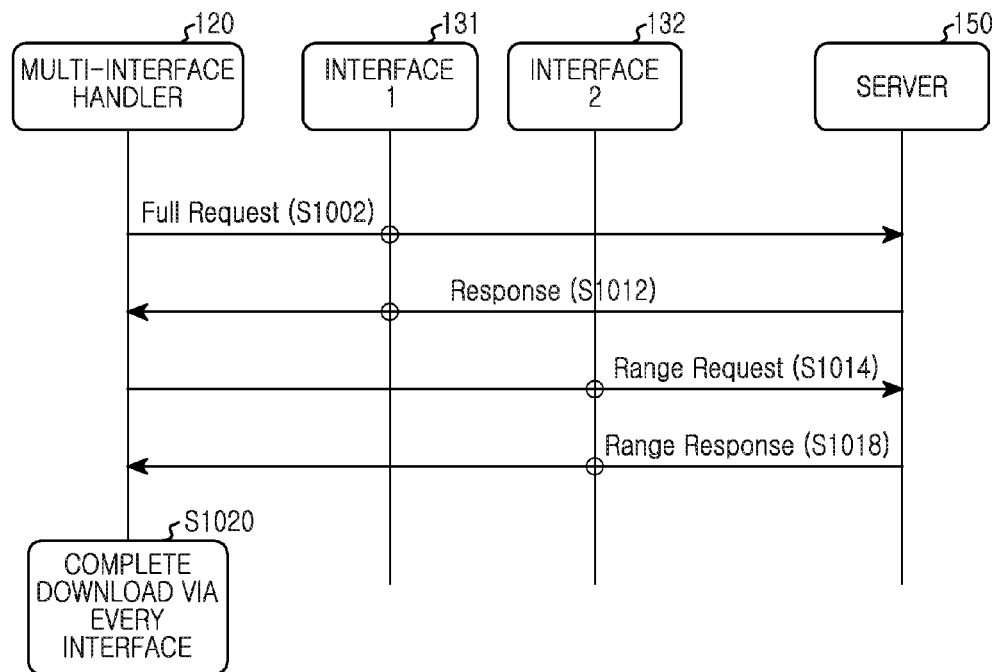 120
131
132
150
MULTI-INTERFACE
HANDLER
INTERFACE
1
INTERFACE
2
SERVER
Full Request (S1002)
Response (S1012)
Range Request (S1014)
Range Response (S1018)
S1020
COMPLETE
DOWNLOAD VIA
EVERY
INTERFACE